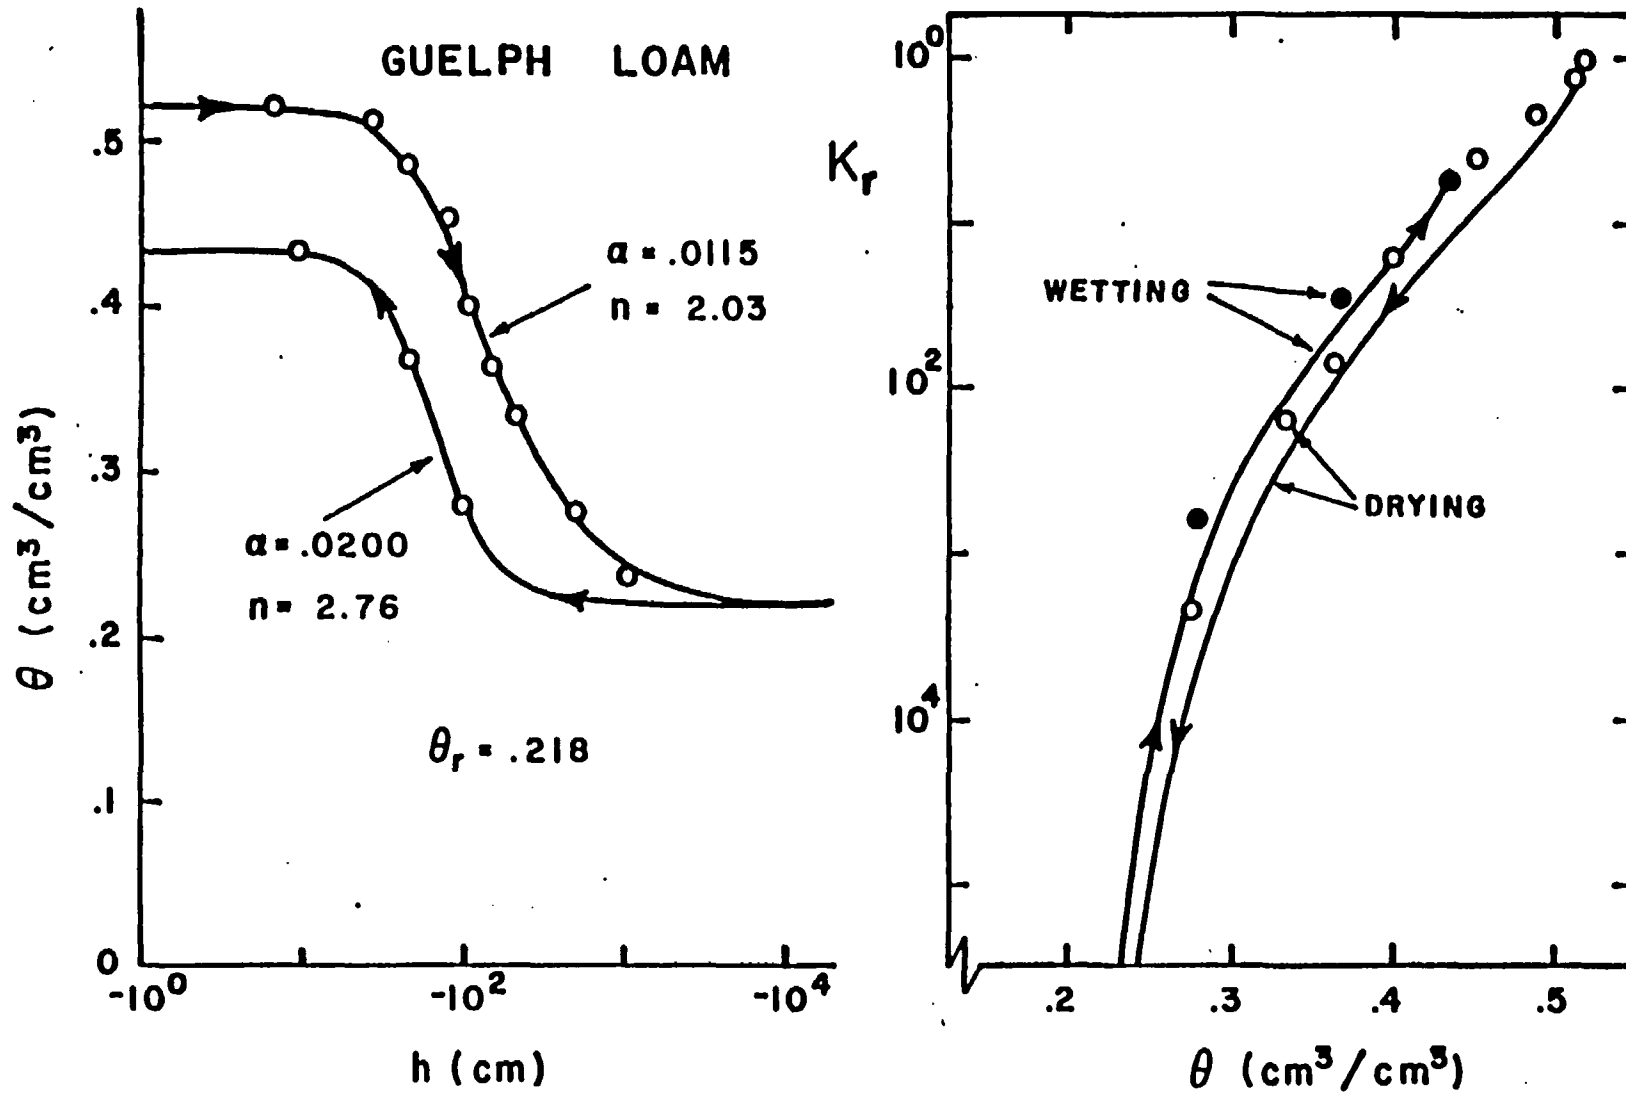 GUELPH LOAM
θ (cm³/cm³)
.5
.4
.3
.2
.1
0
-10⁰
-10²
-10⁴
h (cm)
α = .0115
n = 2.03
α = .0200
n = 2.76
θr = .218
Kr
10⁰
10²
10⁴
WETTING
DRYING
.2
.3
.4
.5
θ (cm³/cm³)